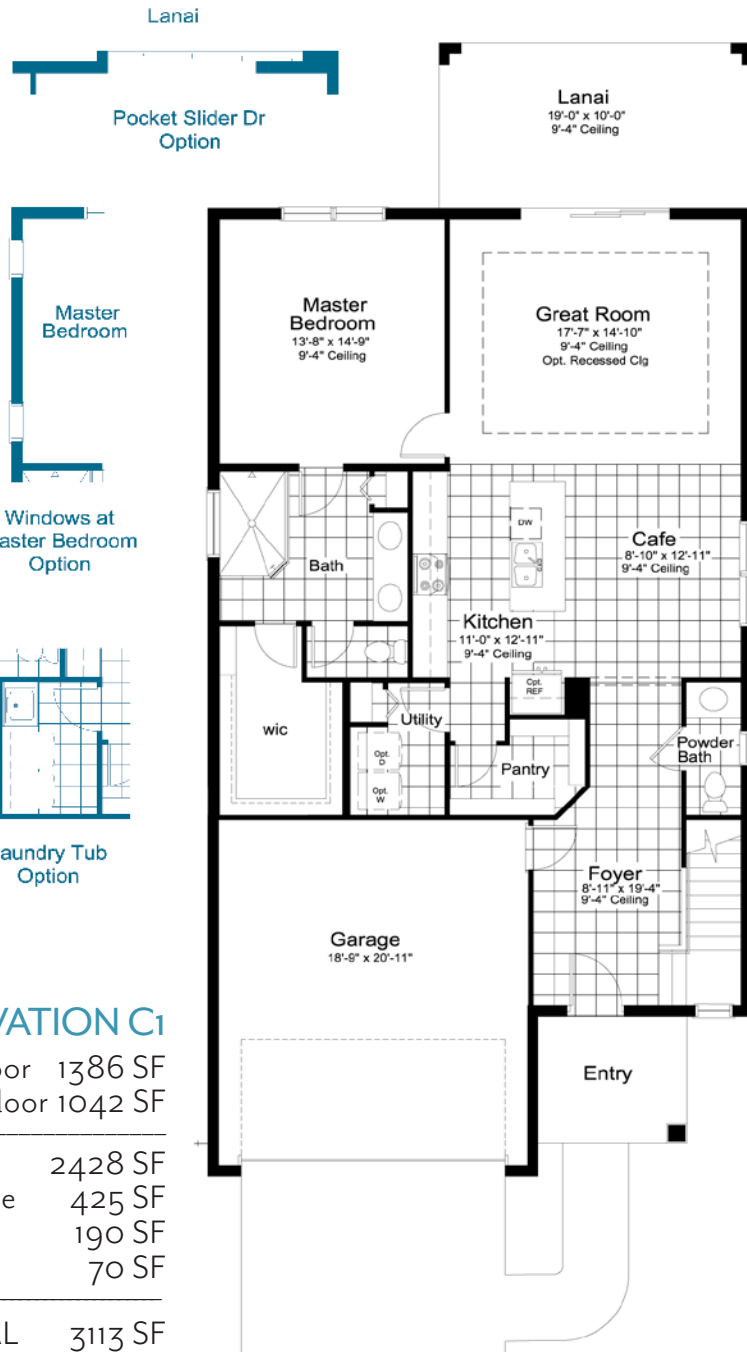 Lanai
Pocket Slider Dr
Option
Master
Bedroom
Windows at
aster Bedroom
Option
aundry Tub
Option
VATION C1
oor 1386 SF
loor 1042 SF
2428 SF
e 425 SF
190 SF
70 SF
AL 3113 SF
Lanai
19'-0" x 10'-0"
9'-4" Ceiling
Master
Bedroom
13'-8" x 14'-9"
9'-4" Ceiling
Great Room
17'-7" x 14'-10"
9'-4" Ceiling
Opt. Recessed Clg
DW
Cafe
8'-10" x 12'-11"
9'-4" Ceiling
Bath
Kitchen
11'-0" x 12'-11"
9'-4" Ceiling
Opt.
REF
wic
Utility
Opt.
D
Opt.
W
Pantry
Powder
Bath
Foyer
8'-11" x 19'-4"
9'-4" Ceiling
Garage
18'-9" x 20'-11"
Entry